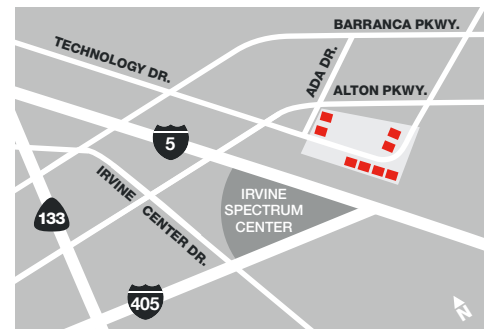 BARRANCA PKWY.
TECHNOLOGY DR.
ADA DR.
ALTON PKWY.
5
IRVINE CENTER DR.
IRVINE
SPECTRUM
CENTER
133
405
N